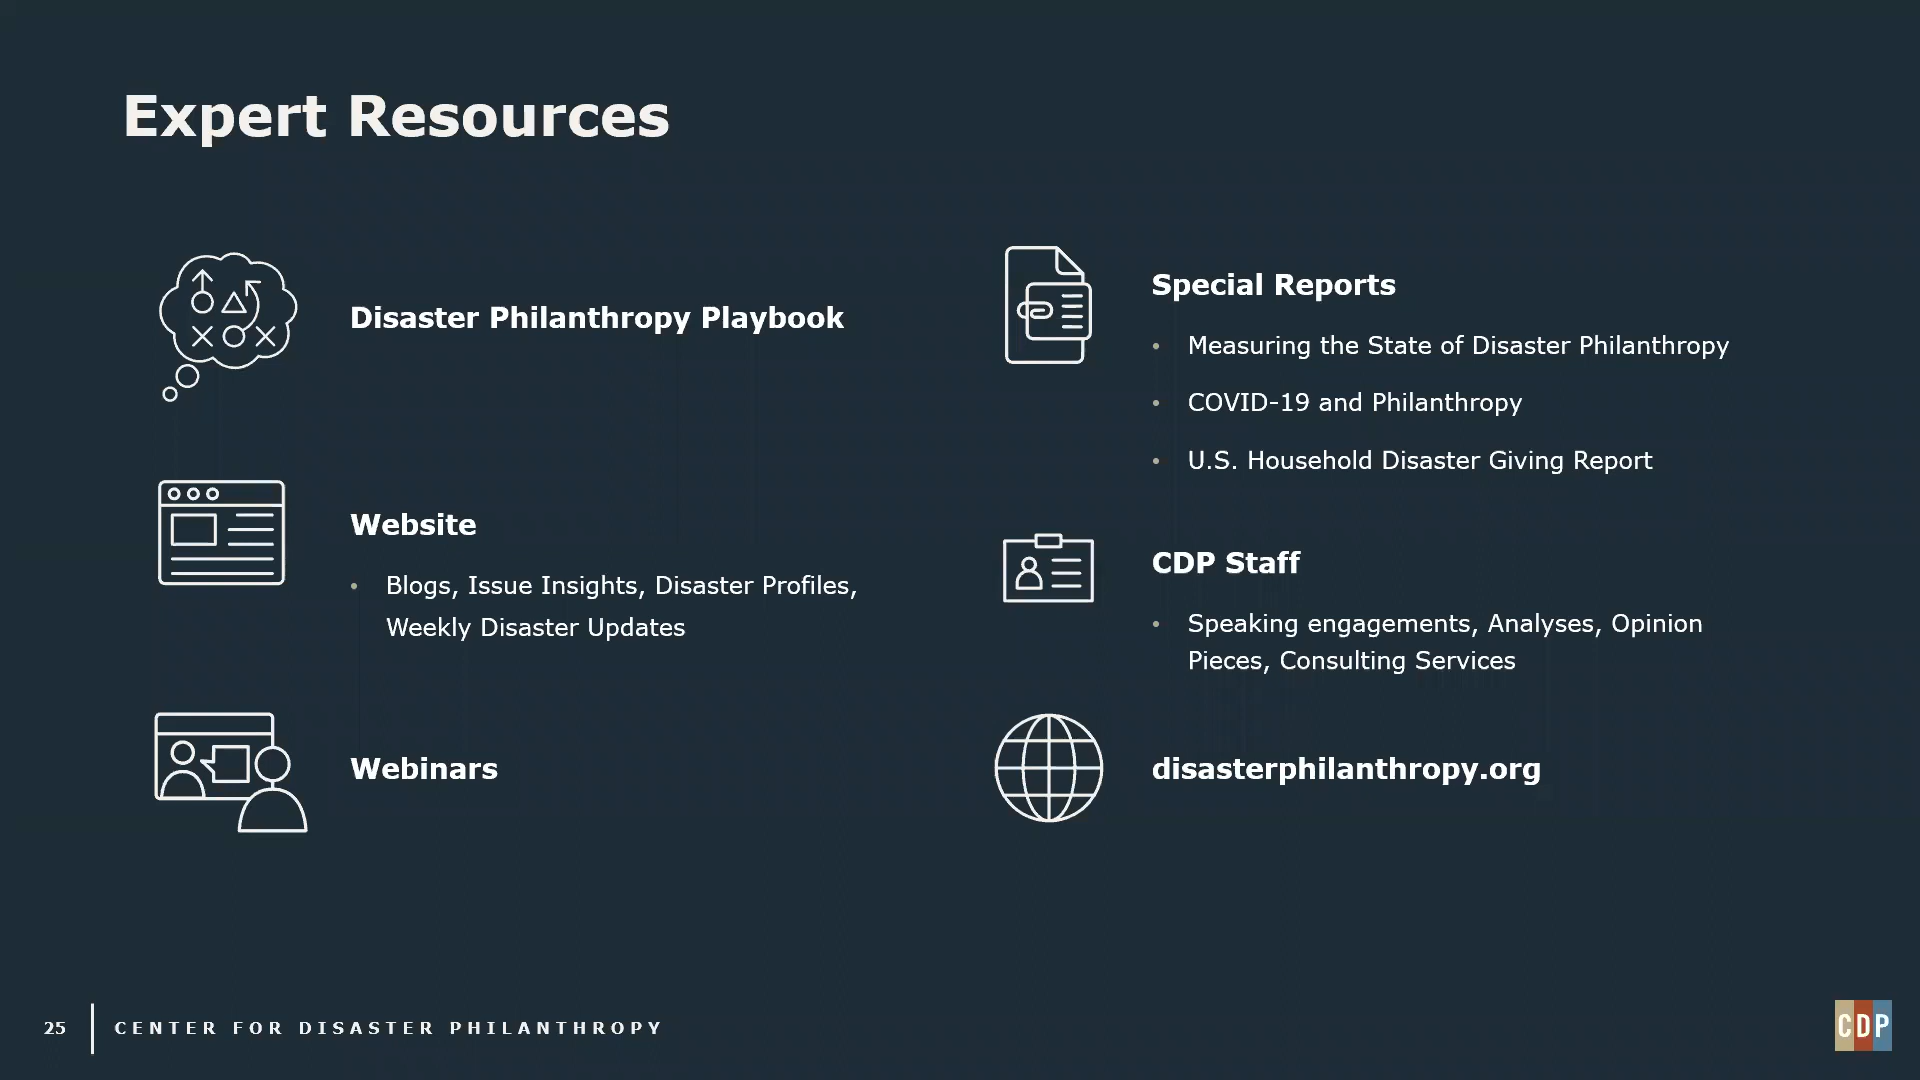 Expert Resources
Disaster Philanthropy Playbook
Website
• Blogs, Issue Insights, Disaster Profiles,
Weekly Disaster Updates
Webinars
Special Reports
• Measuring the State of Disaster Philanthropy
• COVID-19 and Philanthropy
• U.S. Household Disaster Giving Report
CDP Staff
• Speaking engagements, Analyses, Opinion
Pieces, Consulting Services
disasterphilanthropy.org
25
CENTER FOR DISASTER PHILANTHROPY
CDP